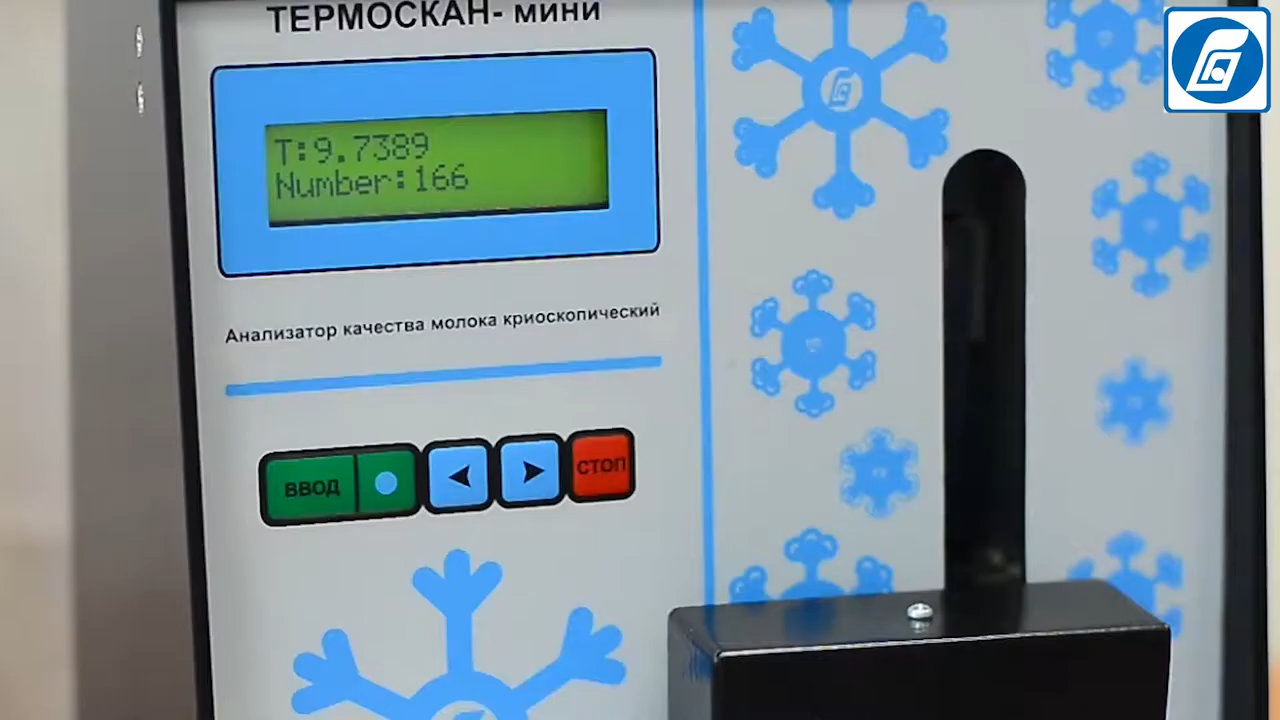 ТЕРМОСКАН- мини
T:9.7389
Number:166
Анализатор качества молока криоскопический
ВВОД
СТОП